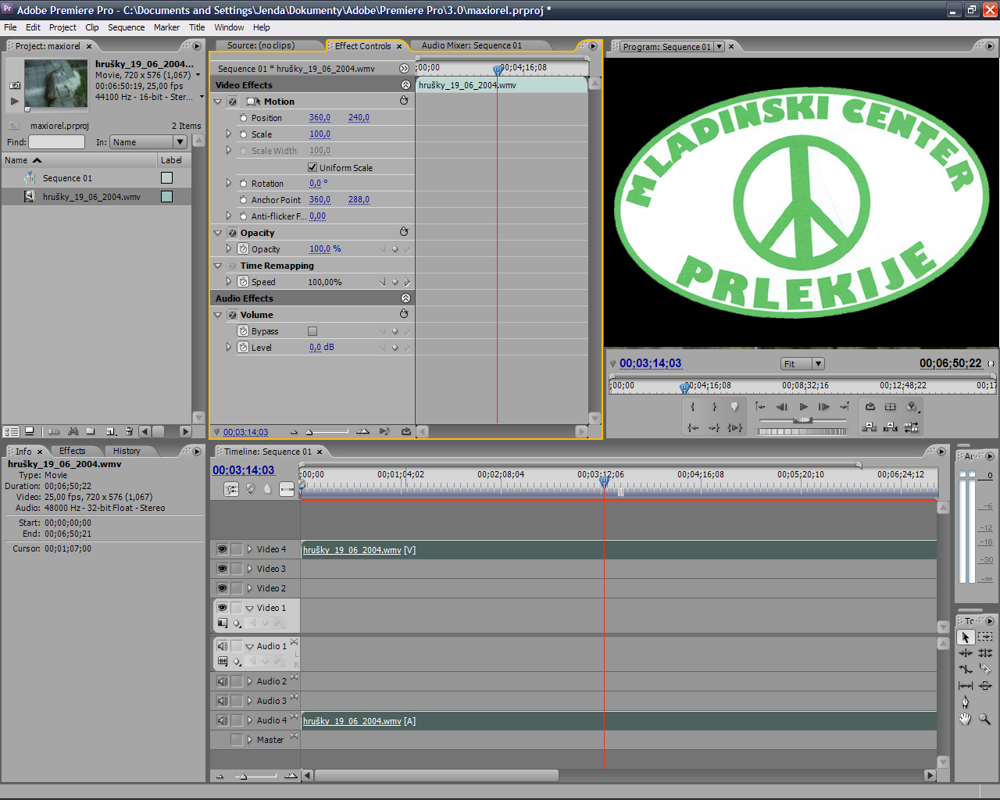 Adobe Premiere Pro - C:\Documents and Settings\Jenda\Dokumenty\Adobe\Premiere Pro\3.0\maxiorel.prproj *
File Edit Project Clip Sequence Marker Title Window Help
Project: maxiorel
hrušky_19_06_2004...
Movie, 720 x 576 (1,067)
00:06:50:19, 25,00 fps
44100 Hz - 16-bit - Ster...
maxiorel.prproj 2 Items
Find: In: Name
Name Label
Sequence 01
hrušky_19_06_2004.wmv
Source: (no clips) Effect Controls Audio Mixer: Sequence 01
Sequence 01 * hrušky_19_06_2004.wmv
;00;00 00;04;16;08
Video Effects
hrušky_19_06_2004.wmv
Motion
Position 360,0 240,0
Scale 100,0
Scale Width 100,0
Uniform Scale
Rotation 0,0 °
Anchor Point 360,0 288,0
Anti-flicker F... 0,00
Opacity
Opacity 100,0 %
Time Remapping
Speed 100,00%
Audio Effects
Volume
Bypass
Level 0,0 dB
00;03;14;03
Program: Sequence 01
MLADINSKI CENTER
PRLEKIJE
00;03;14;03 Fit 00;06;50;22
;00;00 00;04;16;08 00;08;32;16 00;12;48;22 00;17
Info Effects History
hrušky_19_06_2004.wmv
Type: Movie
Duration: 00;06;50;22
Video: 25,00 fps, 720 x 576 (1,067)
Audio: 48000 Hz - 32-bit Float - Stereo
Start: 00;00;00;00
End: 00;06;50;21
Cursor: 00;01;07;00
Timeline: Sequence 01
00;03;14;03
;00;00 00;01;04;02 00;02;08;04 00;03;12;06 00;04;16;08 00;05;20;10 00;06;24;12
Video 4 hrušky_19_06_2004.wmv [V]
Video 3
Video 2
Video 1
Audio 1
L
R
Audio 2
Audio 3
Audio 4 hrušky_19_06_2004.wmv [A]
Master
Au
0
-6
-12
-18
-30
-∞
To